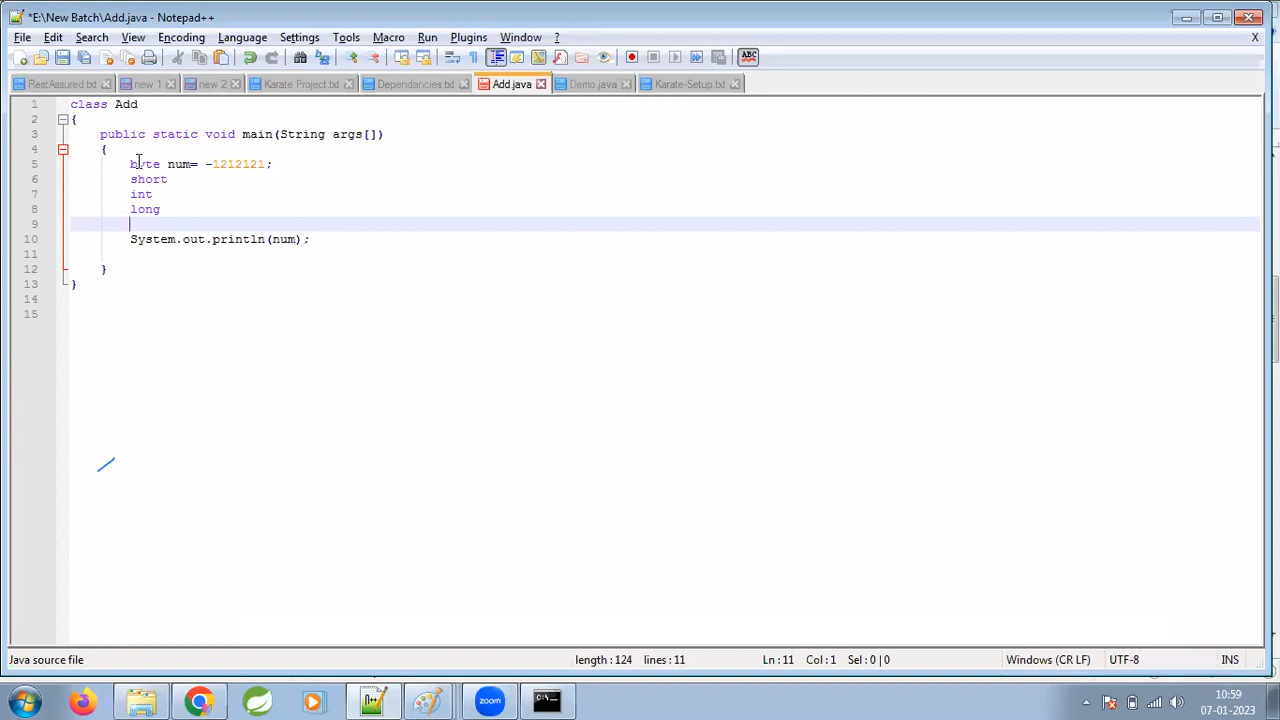 *E:\New Batch\Add.java - Notepad++
File Edit Search View Encoding Language Settings Tools Macro Run Plugins Window ? X
RestAssured.txt new 1 new 2 Karate Project.txt Dependancies.txt Add.java Demo.java Karate-Setup.txt
1 class Add
2 {
3 public static void main(String args[])
4 {
5 byte num= -1212121;
6 short
7 int
8 long
9
10 System.out.println(num);
11
12 }
13 }
14
15
Java source file length : 124 lines : 11 Ln : 11 Col : 1 Sel : 0 | 0 Windows (CR LF) UTF-8 INS
zoom 10:59
07-01-2023